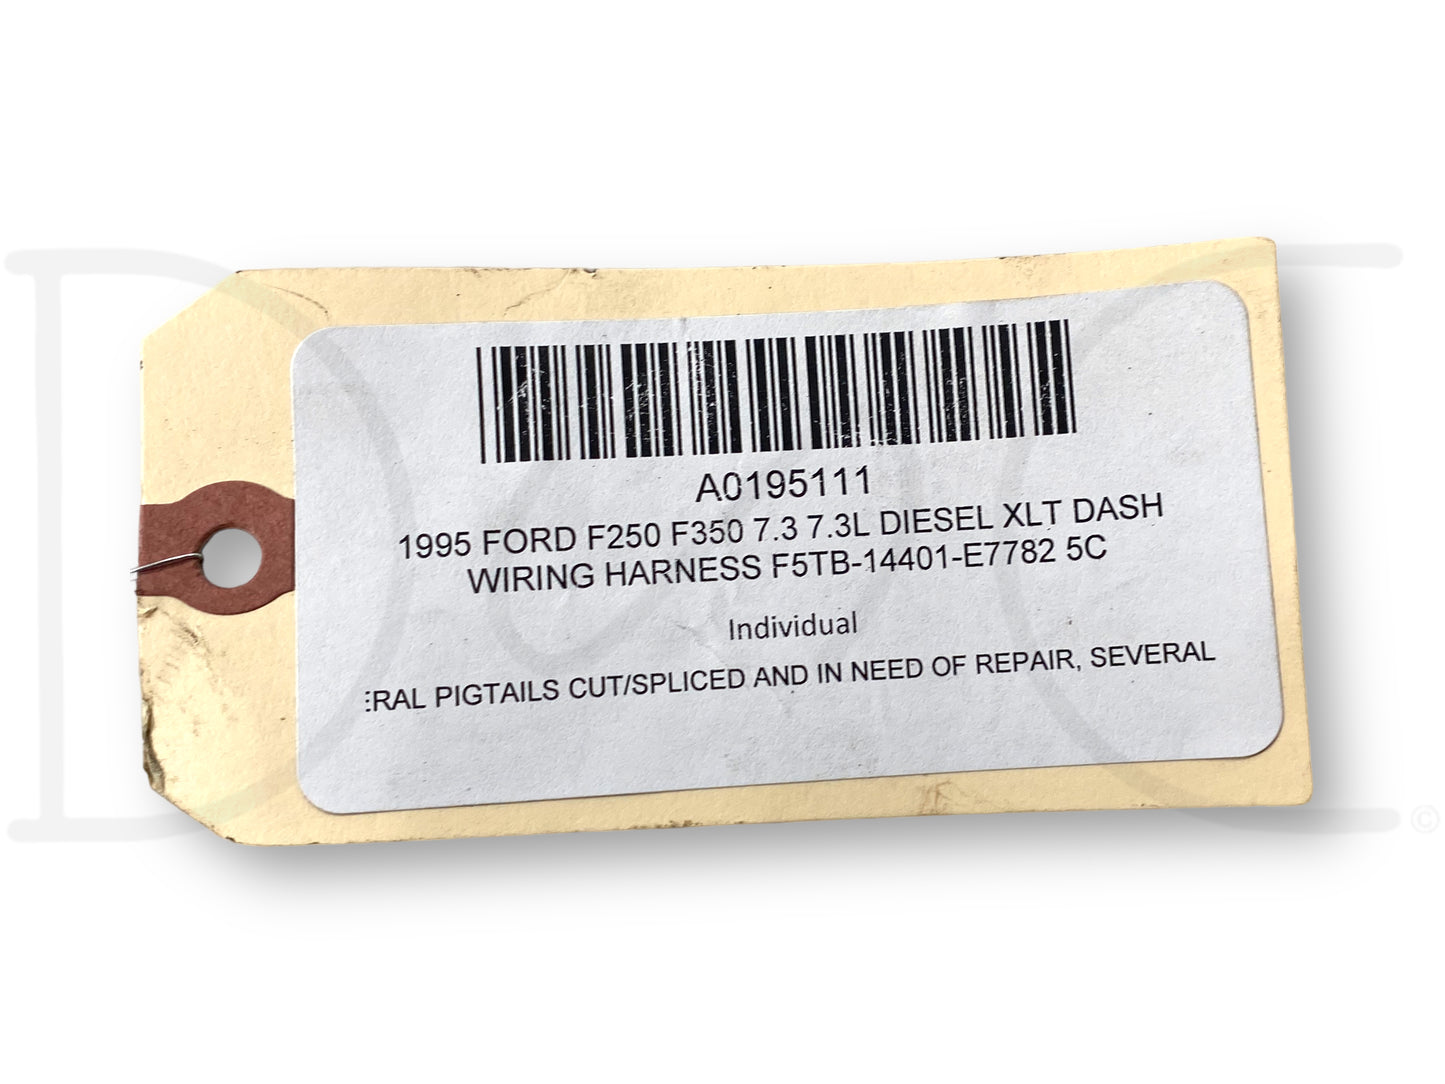 A0195111
1995 FORD F250 F350 7.3 7.3L DIESEL XLT DASH
WIRING HARNESS F5TB-14401-E7782 5C
Individual
ERAL PIGTAILS CUT/SPLICED AND IN NEED OF REPAIR, SEVERAL
©